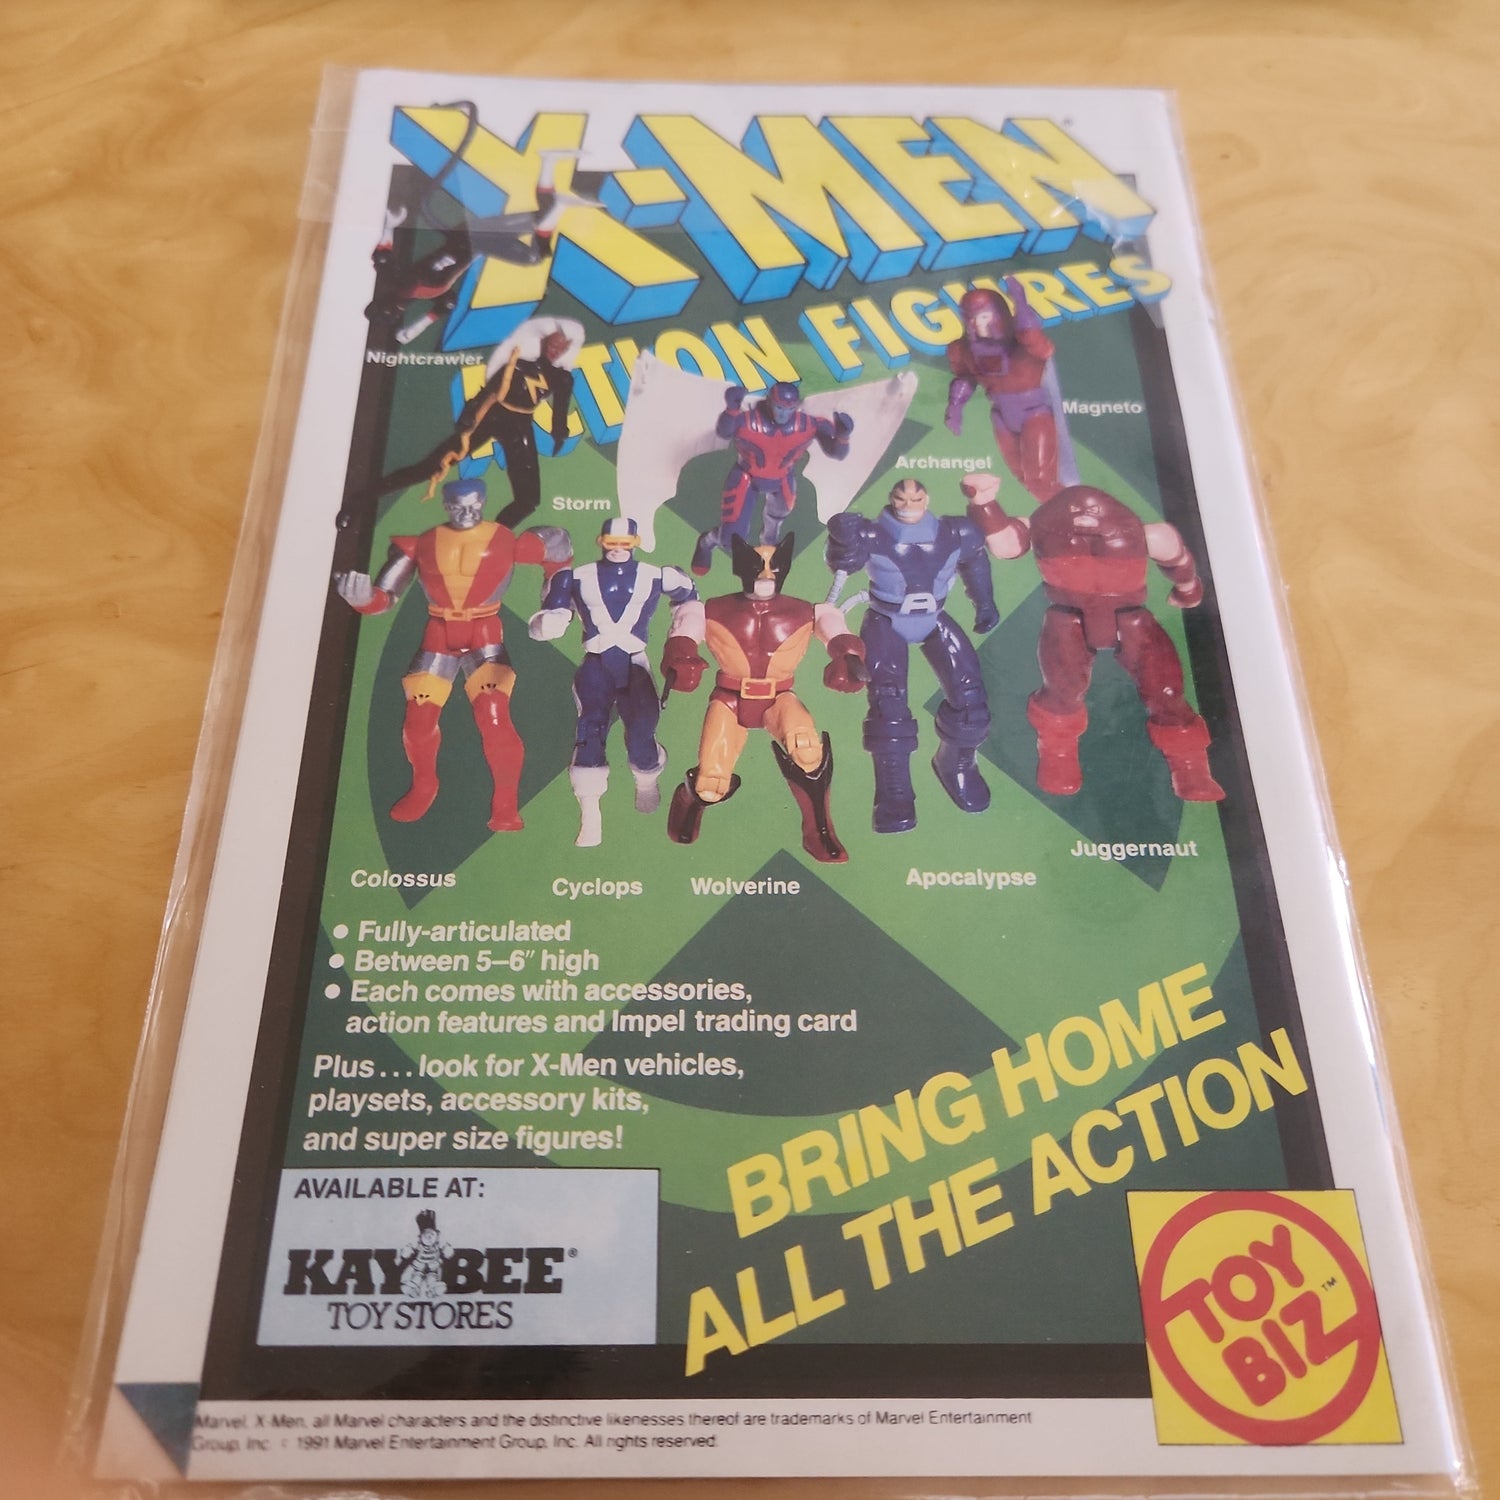 X-MEN®
ACTION FIGURES
Nightcrawler
Magneto
Archangel
Storm
Juggernaut
Colossus
Cyclops
Wolverine
Apocalypse
• Fully-articulated
• Between 5–6″ high
• Each comes with accessories,
action features and Impel trading card
Plus...look for X-Men vehicles,
playsets, accessory kits,
and super size figures!
BRING HOME
ALL THE ACTION
AVAILABLE AT:
KAY BEE®
TOY STORES
TOY
BIZ™
Marvel, X-Men, all Marvel characters and the distinctive likenesses thereof are trademarks of Marvel Entertainment
Group, Inc. © 1991 Marvel Entertainment Group, Inc. All rights reserved.